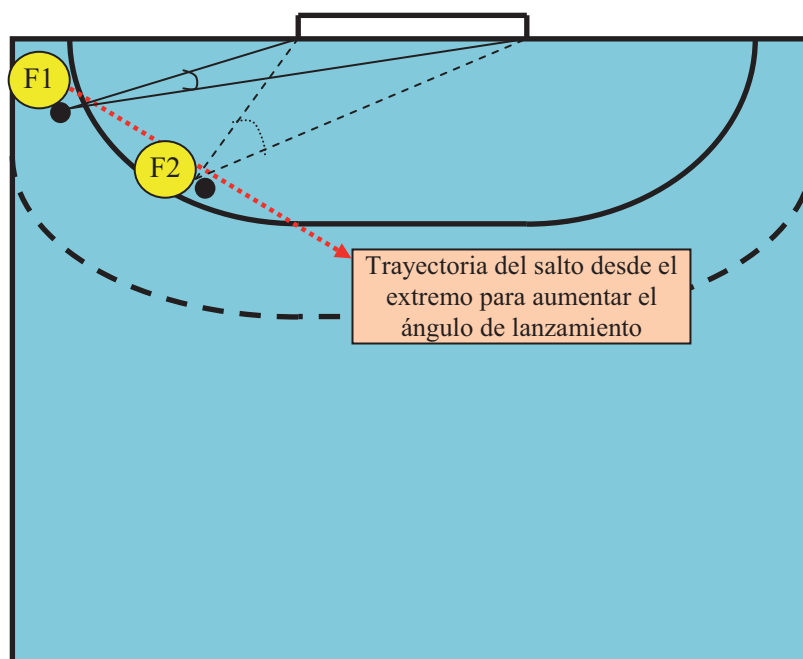 F1
F2
Trayectoria del salto desde el
extremo para aumentar el
ángulo de lanzamiento